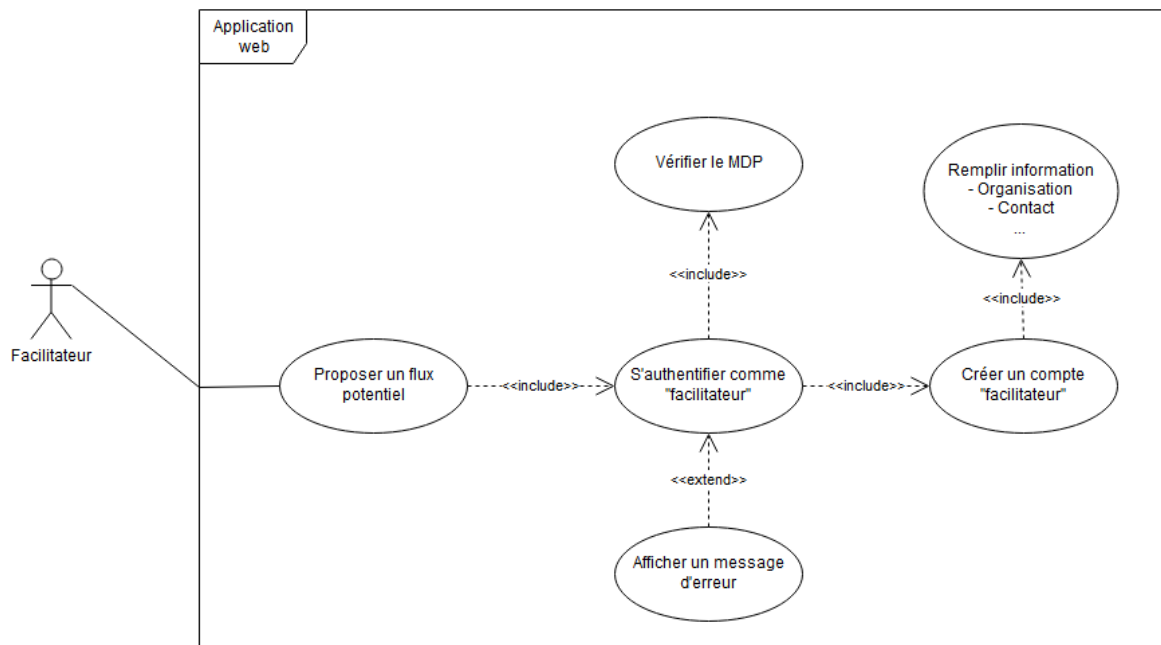 Application
web
Vérifier le MDP
Remplir information
- Organisation
- Contact
...
<<include>>
<<include>>
Facilitateur
Proposer un flux
potentiel
<<include>>
S'authentifier comme
"facilitateur"
<<include>>
Créer un compte
"facilitateur"
<<extend>>
Afficher un message
d'erreur